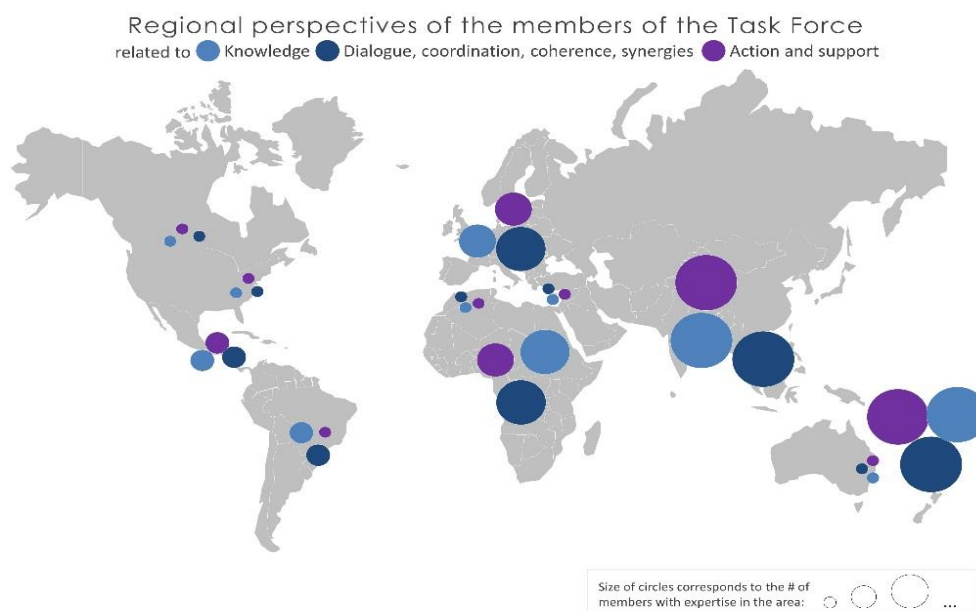 Regional perspectives of the members of the Task Force
related to Knowledge Dialogue, coordination, coherence, synergies Action and support
Size of circles corresponds to the # of
members with expertise in the area: ...